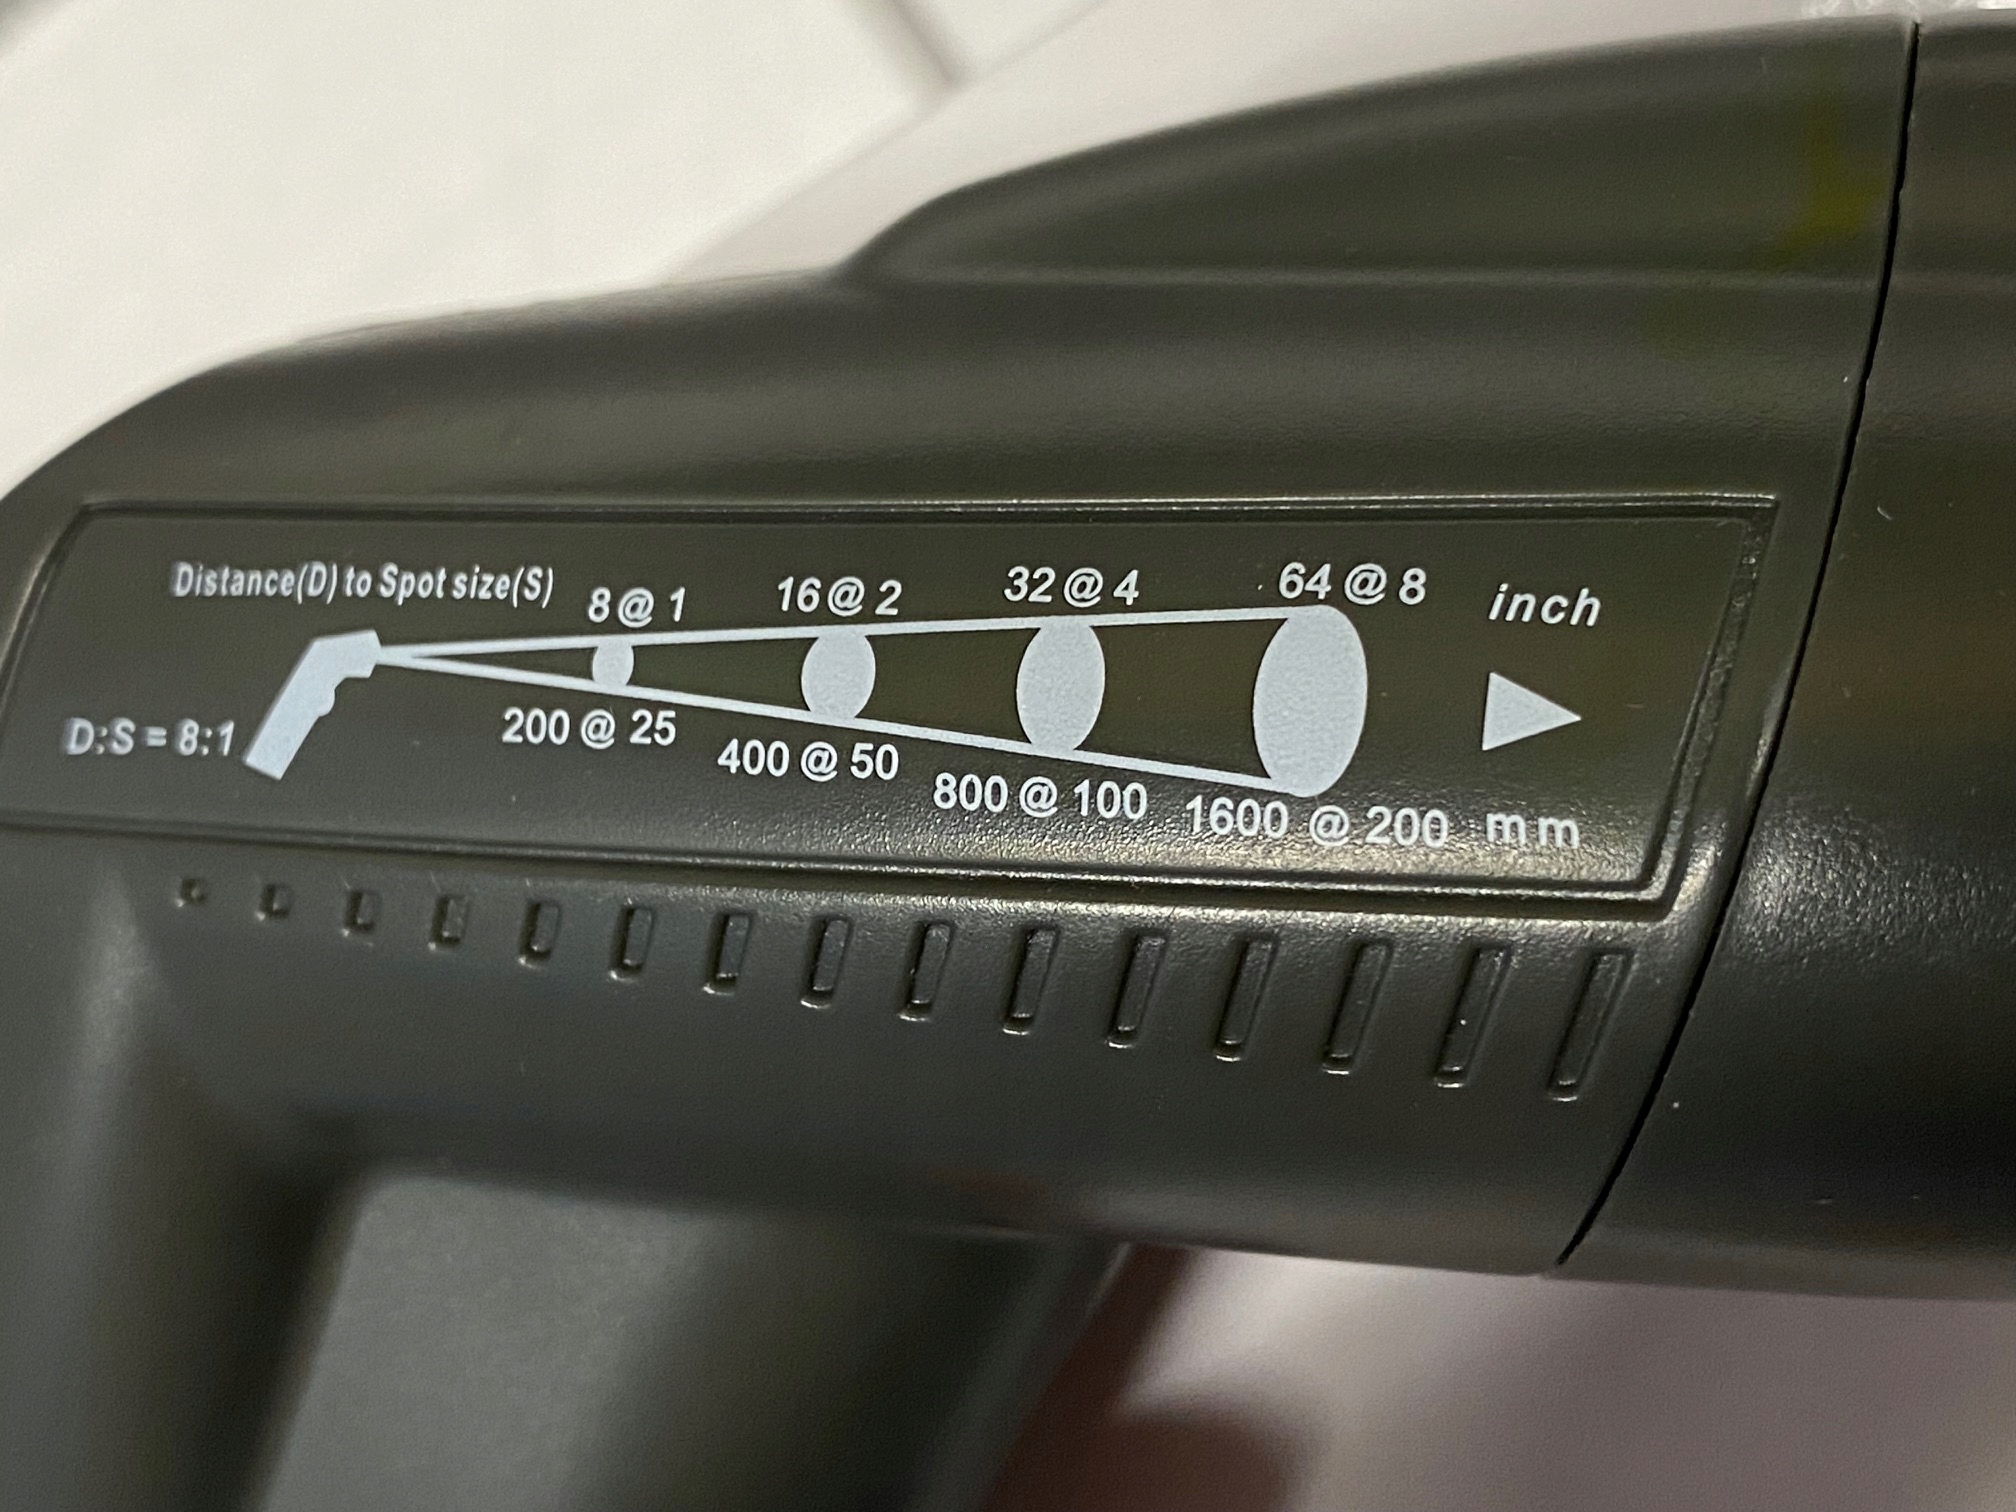 Distance(D) to Spot size(S)
8 @ 1 16 @ 2 32 @ 4 64 @ 8 inch
D:S = 8:1
200 @ 25 400 @ 50 800 @ 100 1600 @ 200 mm